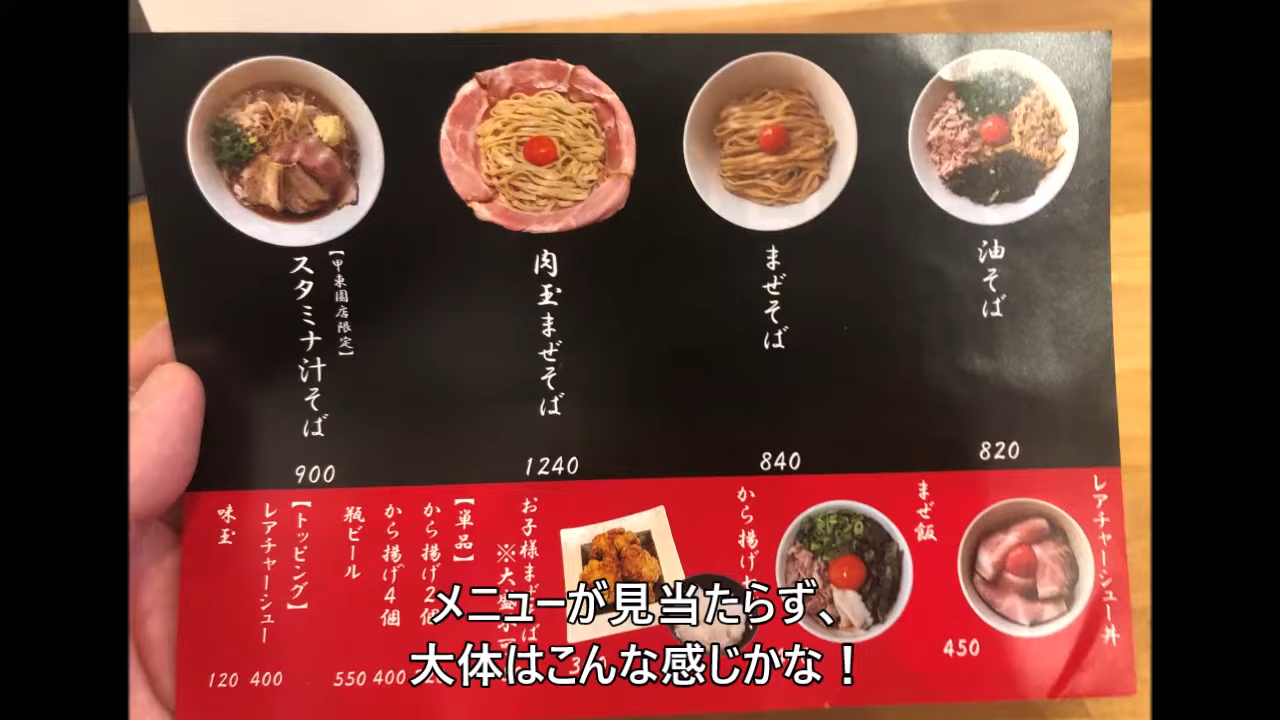 油そば
820
まぜそば
840
肉玉まぜそば
1240
【甲東園店限定】
スタミナ汁そば
900
レアチャーシュー丼
450
まぜ飯
から揚げ
お子様まぜそば
【単品】
から揚げ2個
から揚げ4個
400
瓶ビール
550
【トッピング】
レアチャーシュー
400
味玉
120
メニューが見当たらず、
大体はこんな感じかな！